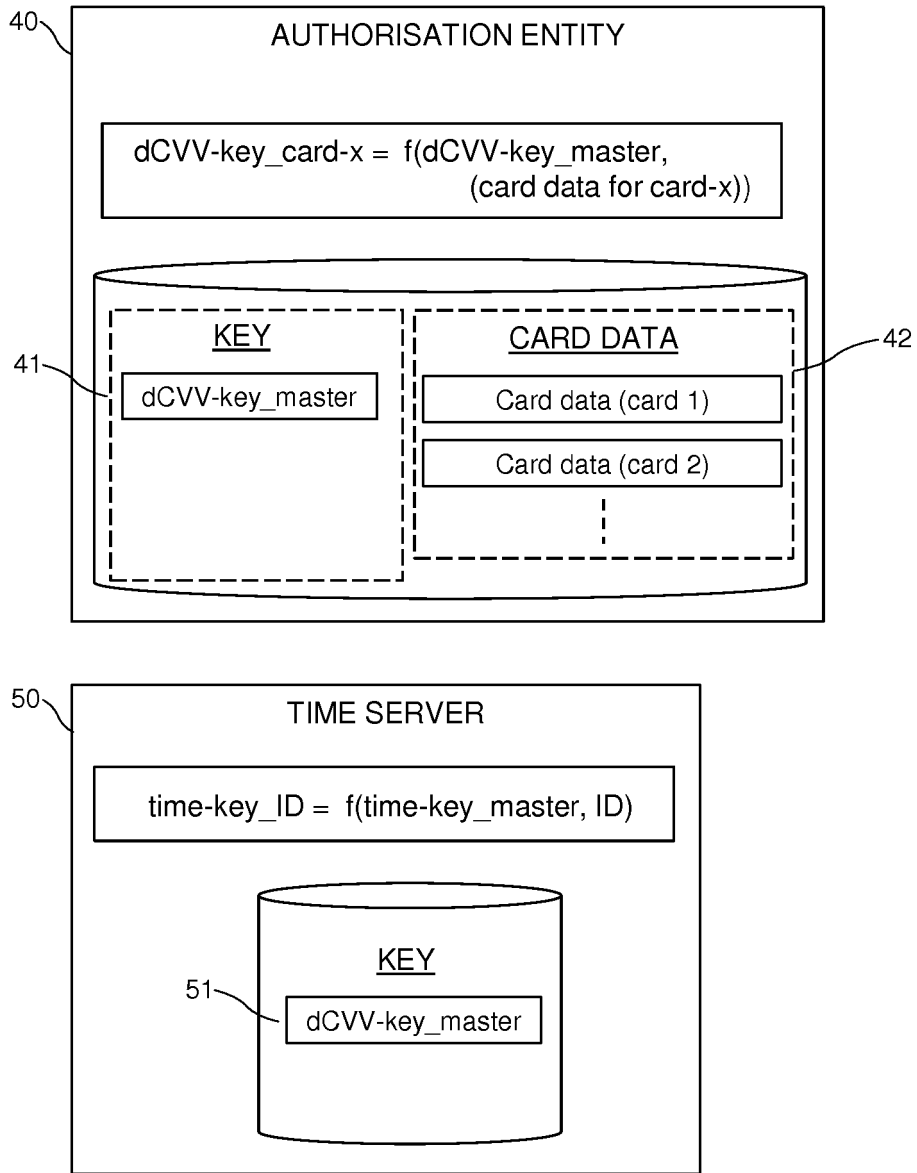 40
AUTHORISATION ENTITY
dCVV-key_card-x = f(dCVV-key_master,
(card data for card-x))
KEY
CARD DATA
42
41
dCVV-key_master
Card data (card 1)
Card data (card 2)
50
TIME SERVER
time-key_ID = f(time-key_master, ID)
KEY
51
dCVV-key_master